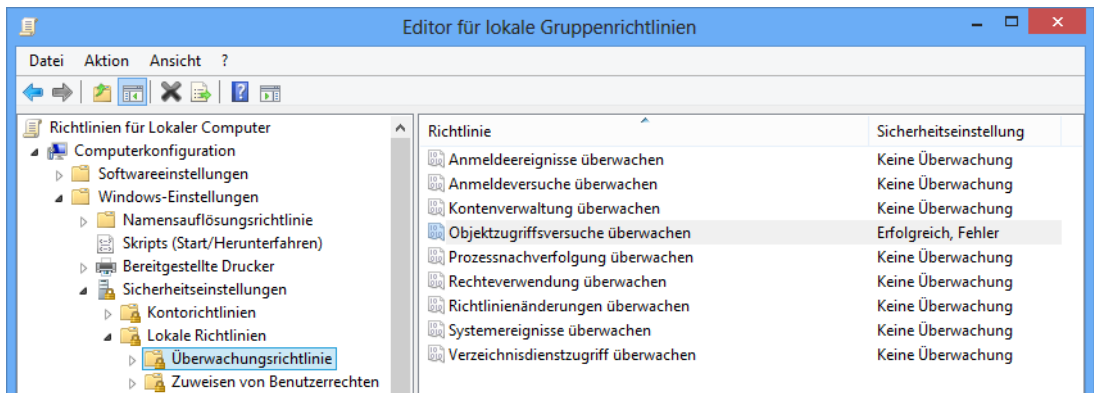 Editor für lokale Gruppenrichtlinien
Datei Aktion Ansicht ?
Richtlinien für Lokaler Computer
Computerkonfiguration
Softwareeinstellungen
Windows-Einstellungen
Namensauflösungsrichtlinie
Skripts (Start/Herunterfahren)
Bereitgestellte Drucker
Sicherheitseinstellungen
Kontorichtlinien
Lokale Richtlinien
Überwachungsrichtlinie
Zuweisen von Benutzerrechten
Richtlinie Sicherheitseinstellung
Anmeldeereignisse überwachen Keine Überwachung
Anmeldeversuche überwachen Keine Überwachung
Kontenverwaltung überwachen Keine Überwachung
Objektzugriffsversuche überwachen Erfolgreich, Fehler
Prozessnachverfolgung überwachen Keine Überwachung
Rechteverwendung überwachen Keine Überwachung
Richtlinienänderungen überwachen Keine Überwachung
Systemereignisse überwachen Keine Überwachung
Verzeichnisdienstzugriff überwachen Keine Überwachung